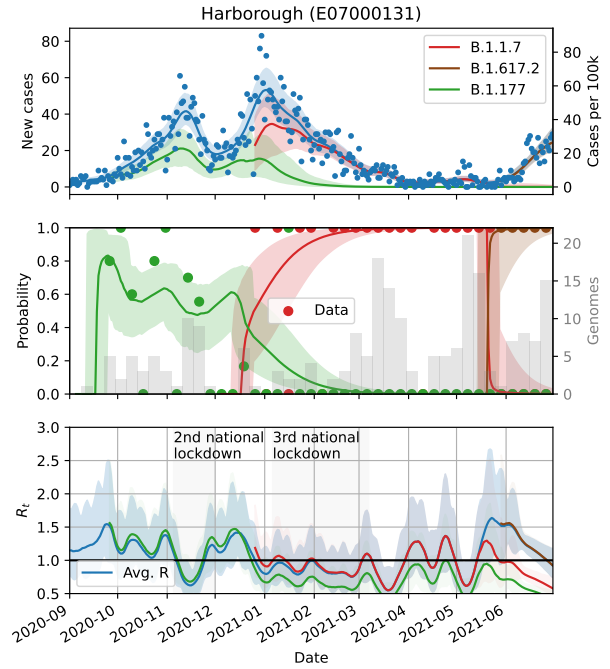 Harborough (E07000131)
80
60
40
20
0
New cases
80
60
40
20
0
Cases per 100k
B.1.1.7
B.1.617.2
B.1.177
1.0
0.8
0.6
0.4
0.2
0.0
Probability
20
15
10
5
0
Genomes
Data
3.0
2.5
2.0
1.5
1.0
0.5
Rt
2nd national
lockdown
3rd national
lockdown
Avg. R
2020-09
2020-10
2020-11
2020-12
2021-01
2021-02
2021-03
2021-04
2021-05
2021-06
Date